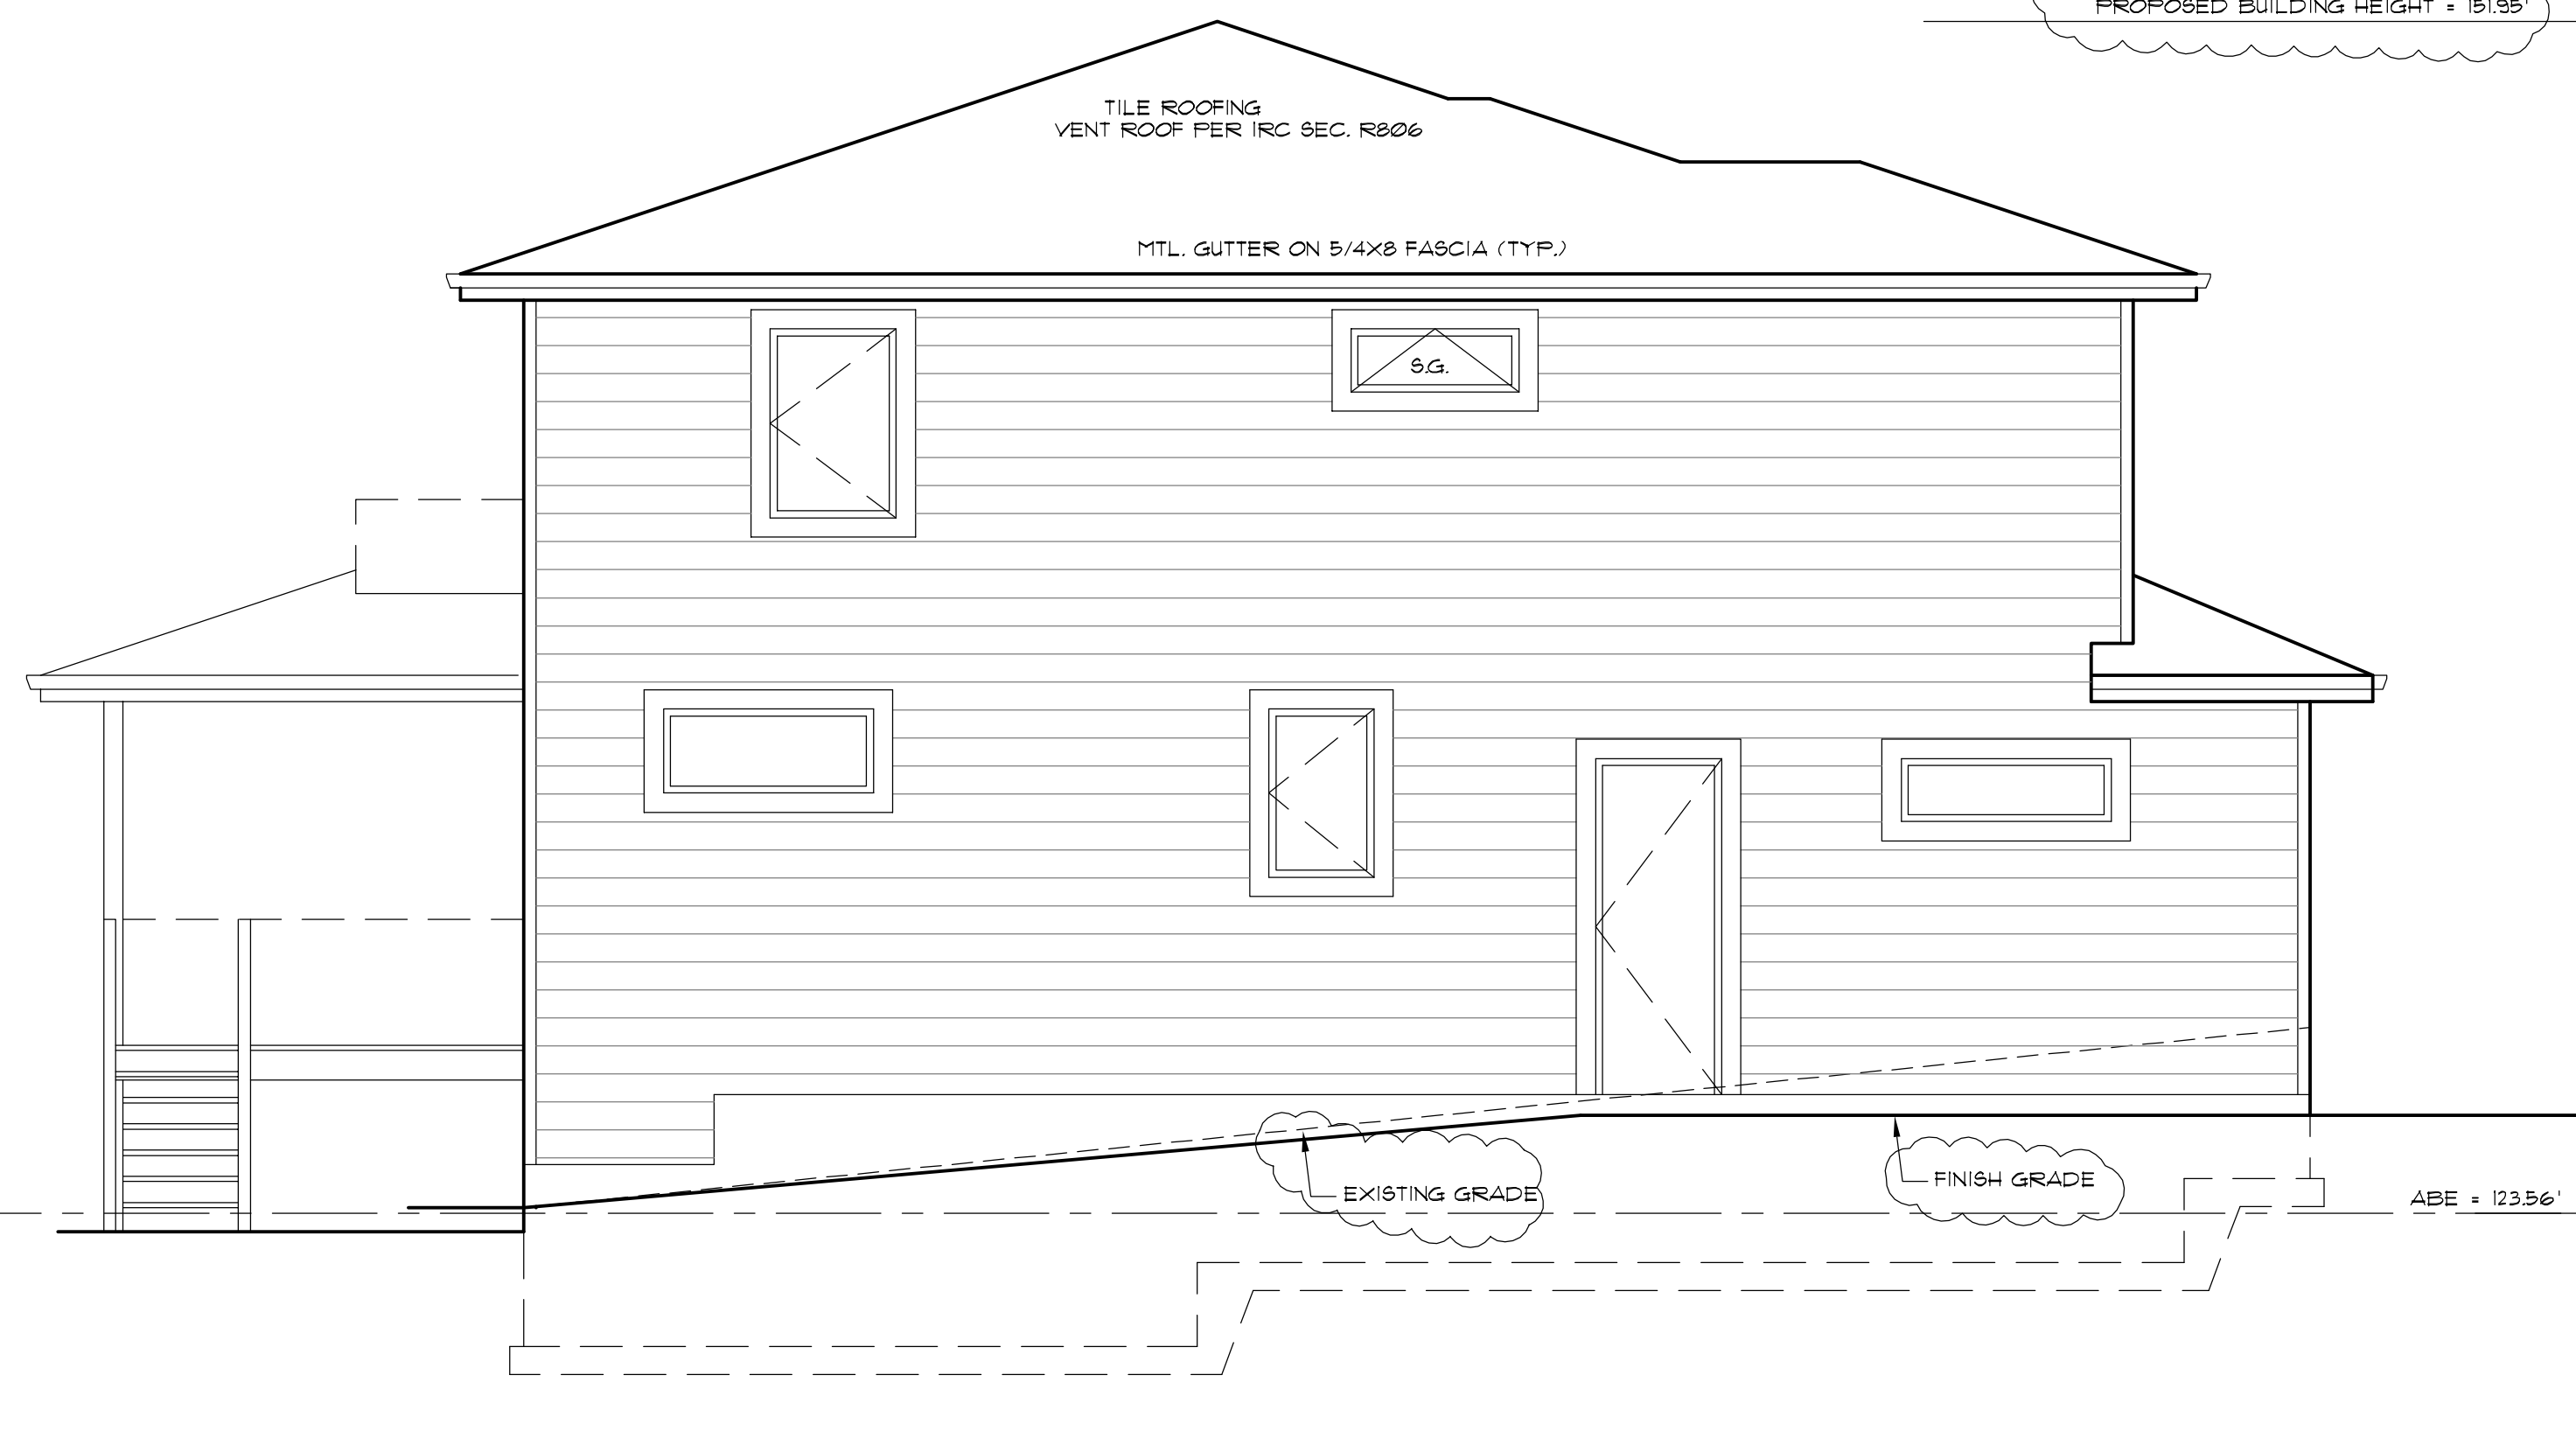 PROPOSED BUILDING HEIGHT = 151.95'
TILE ROOFING
VENT ROOF PER IRC SEC. R806
MTL. GUTTER ON 5/4X8 FASCIA (TYP.)
S.G.
EXISTING GRADE
FINISH GRADE
ABE = 123.56'